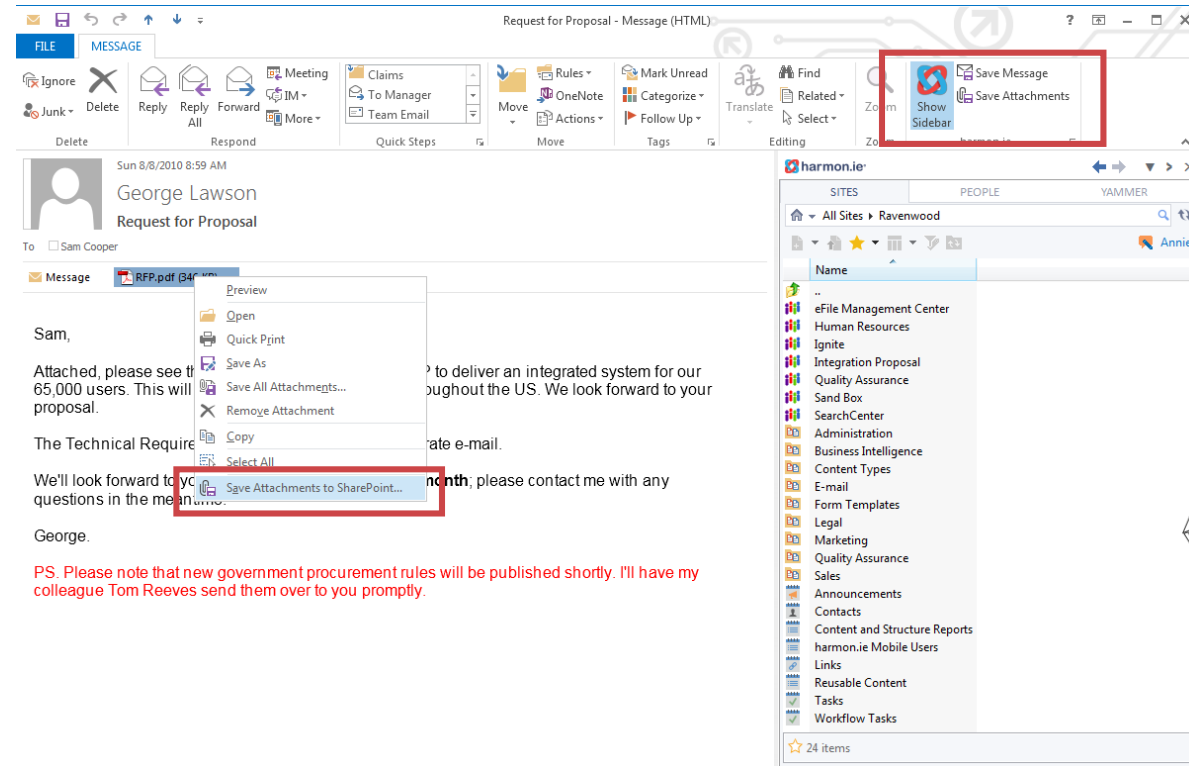 Request for Proposal - Message (HTML)
?
FILE MESSAGE
Ignore
Junk
Delete
Reply
Reply All
Forward
Meeting
IM
More
Claims
To Manager
Team Email
Move
Rules
OneNote
Actions
Mark Unread
Categorize
Follow Up
Translate
Find
Related
Select
Zoom
Show Sidebar
Save Message
Save Attachments
Delete Respond Quick Steps Move Tags Editing Zoom harmon.ie
Sun 8/8/2010 8:59 AM
George Lawson
Request for Proposal
To Sam Cooper
Message RFP.pdf (346 KB)
Preview
Open
Quick Print
Save As
Save All Attachments...
Remove Attachment
Copy
Select All
Save Attachments to SharePoint...
Sam,
Attached, please see to deliver an integrated system for our
65,000 users. This will oughout the US. We look forward to your
proposal.
The Technical Require rate e-mail.
We'll look forward to month; please contact me with any
questions in the meantime.
George.
PS. Please note that new government procurement rules will be published shortly. I'll have my
colleague Tom Reeves send them over to you promptly.
harmon.ie
SITES PEOPLE YAMMER
All Sites Ravenwood
Annie
Name
..
eFile Management Center
Human Resources
Ignite
Integration Proposal
Quality Assurance
Sand Box
SearchCenter
Administration
Business Intelligence
Content Types
E-mail
Form Templates
Legal
Marketing
Quality Assurance
Sales
Announcements
Contacts
Content and Structure Reports
harmon.ie Mobile Users
Links
Reusable Content
Tasks
Workflow Tasks
24 items